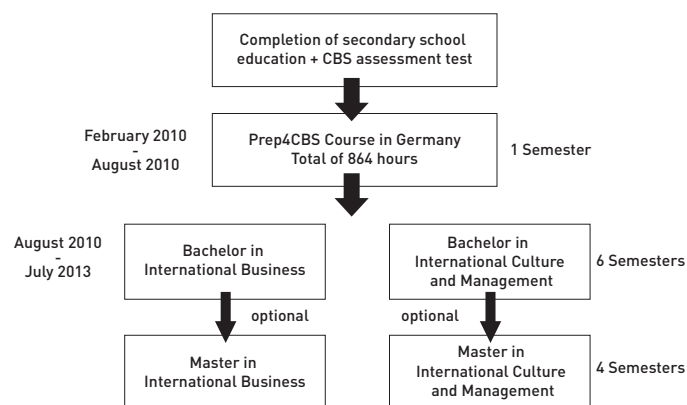 Completion of secondary school
education + CBS assessment test
February 2010
-
August 2010
Prep4CBS Course in Germany
Total of 864 hours
1 Semester
August 2010
-
July 2013
Bachelor in
International Business
Bachelor in
International Culture
and Management
6 Semesters
optional
optional
Master in
International Business
Master in
International Culture
and Management
4 Semesters